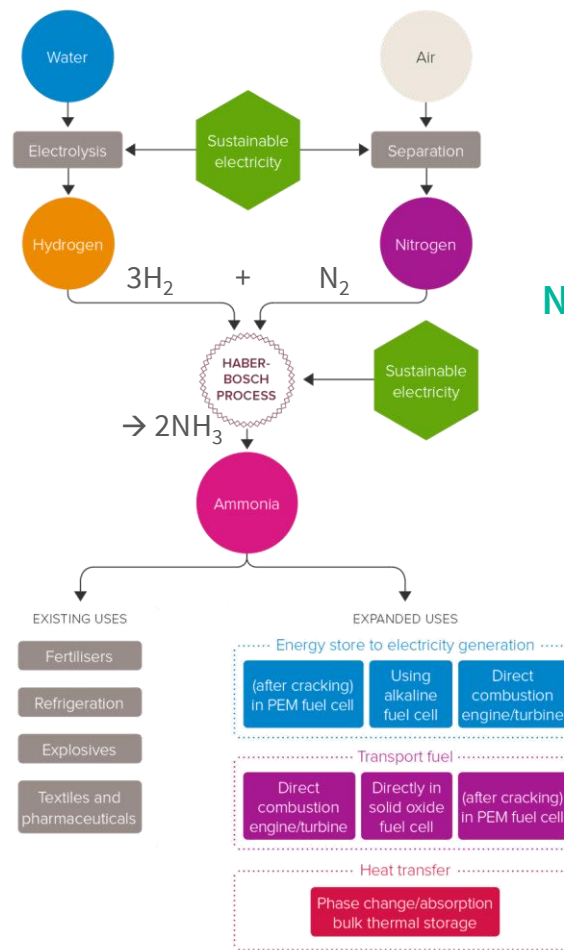 Water
Air
Electrolysis
Sustainable
electricity
Separation
Hydrogen
Nitrogen
3H₂ + N₂
N
HABER-
BOSCH
PROCESS
Sustainable
electricity
→ 2NH₃
Ammonia
EXISTING USES
Fertilisers
Refrigeration
Explosives
Textiles and
pharmaceuticals
EXPANDED USES
Energy store to electricity generation
(after cracking)
in PEM fuel cell
Using
alkaline
fuel cell
Direct
combustion
engine/turbine
Transport fuel
Direct
combustion
engine/turbine
Directly in
solid oxide
fuel cell
(after cracking)
in PEM fuel cell
Heat transfer
Phase change/absorption
bulk thermal storage